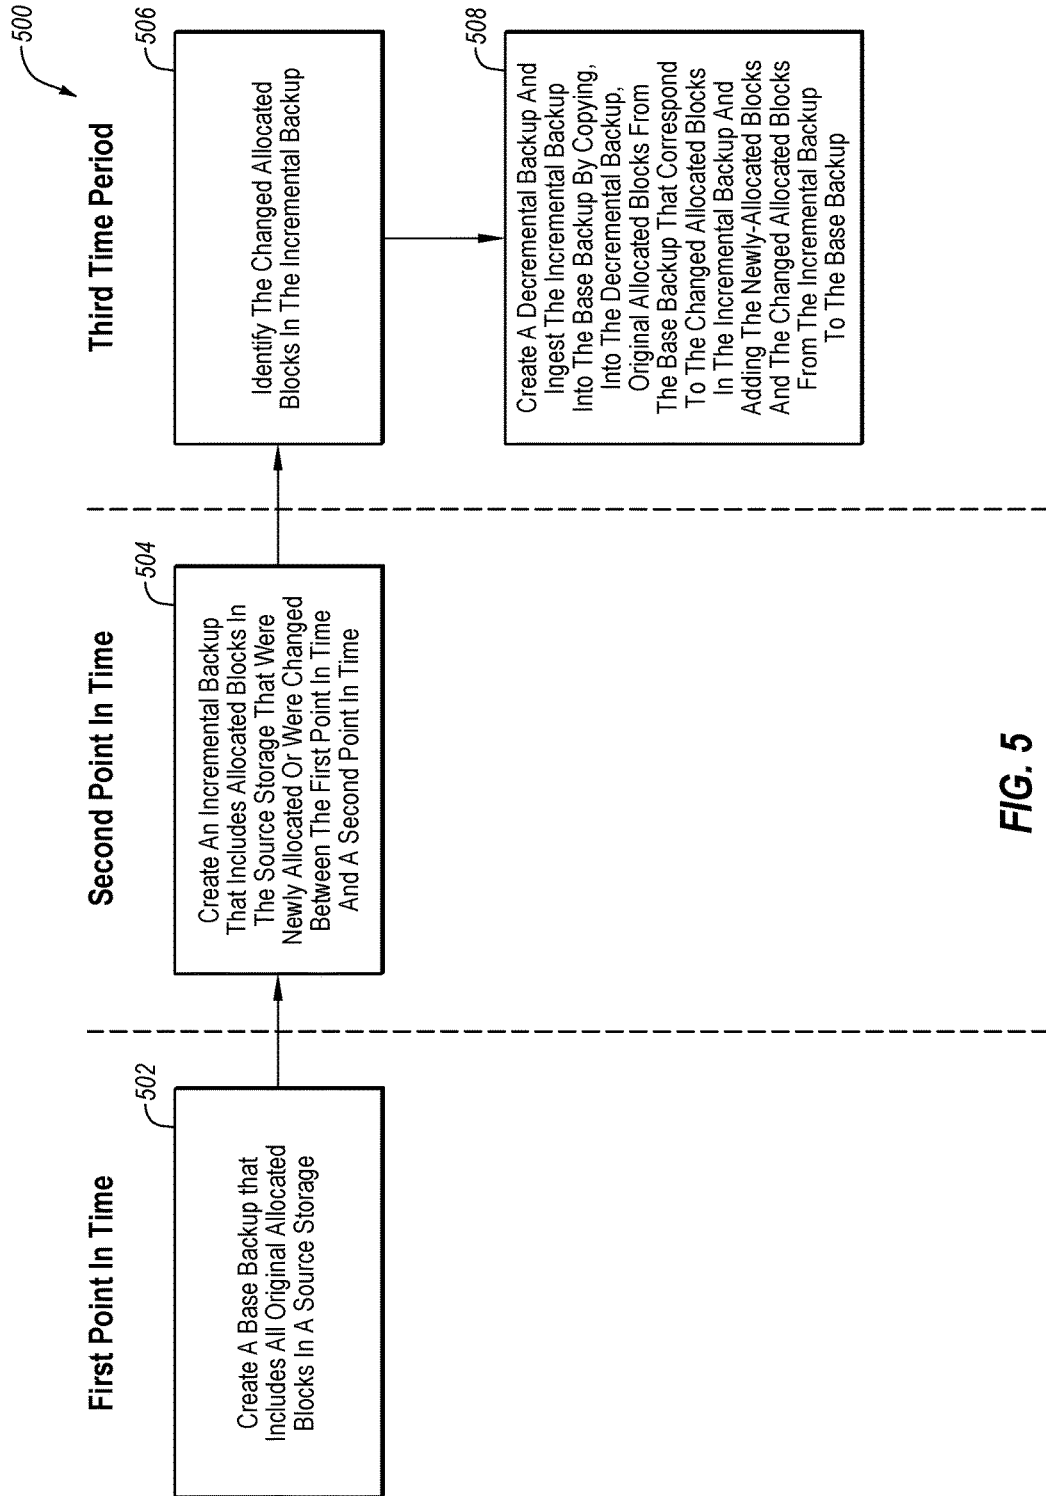 500
First Point In Time
Second Point In Time
Third Time Period
502
Create A Base Backup that
Includes All Original Allocated
Blocks In A Source Storage
504
Create An Incremental Backup
That Includes Allocated Blocks In
The Source Storage That Were
Newly Allocated Or Were Changed
Between The First Point In Time
And A Second Point In Time
506
Identify The Changed Allocated
Blocks In The Incremental Backup
508
Create A Decremental Backup And
Ingest The Incremental Backup
Into The Base Backup By Copying,
Into The Decremental Backup,
Original Allocated Blocks From
The Base Backup That Correspond
To The Changed Allocated Blocks
In The Incremental Backup And
Adding The Newly-Allocated Blocks
And The Changed Allocated Blocks
From The Incremental Backup
To The Base Backup
FIG. 5